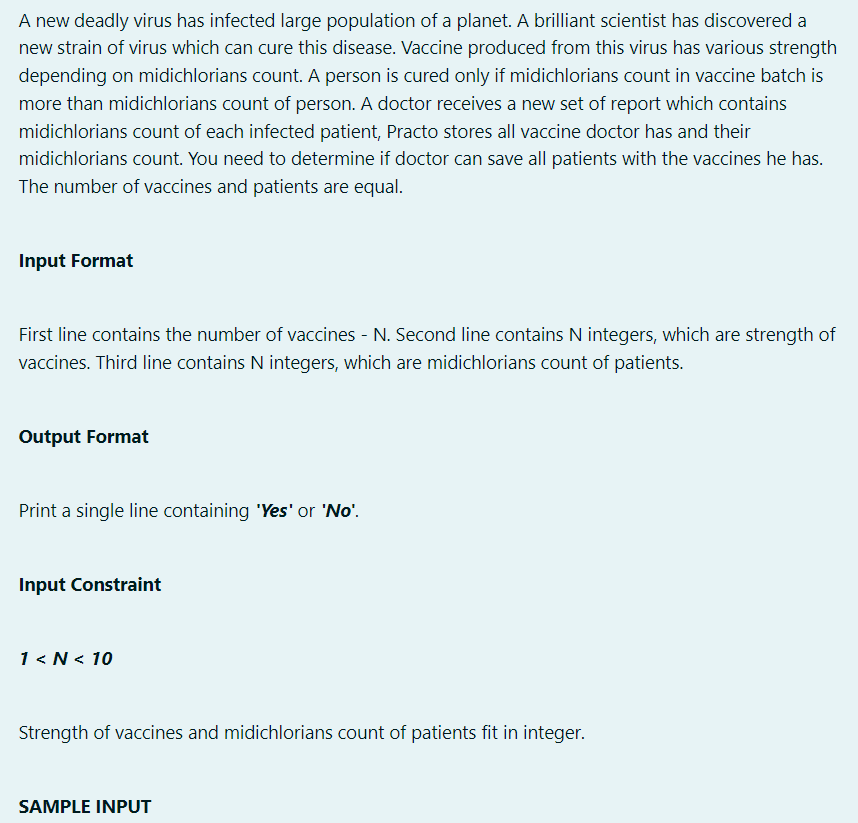 A new deadly virus has infected large population of a planet. A brilliant scientist has discovered a
new strain of virus which can cure this disease. Vaccine produced from this virus has various strength
depending on midichlorians count. A person is cured only if midichlorians count in vaccine batch is
more than midichlorians count of person. A doctor receives a new set of report which contains
midichlorians count of each infected patient, Practo stores all vaccine doctor has and their
midichlorians count. You need to determine if doctor can save all patients with the vaccines he has.
The number of vaccines and patients are equal.
Input Format
First line contains the number of vaccines - N. Second line contains N integers, which are strength of
vaccines. Third line contains N integers, which are midichlorians count of patients.
Output Format
Print a single line containing 'Yes' or 'No'.
Input Constraint
1 < N < 10
Strength of vaccines and midichlorians count of patients fit in integer.
SAMPLE INPUT